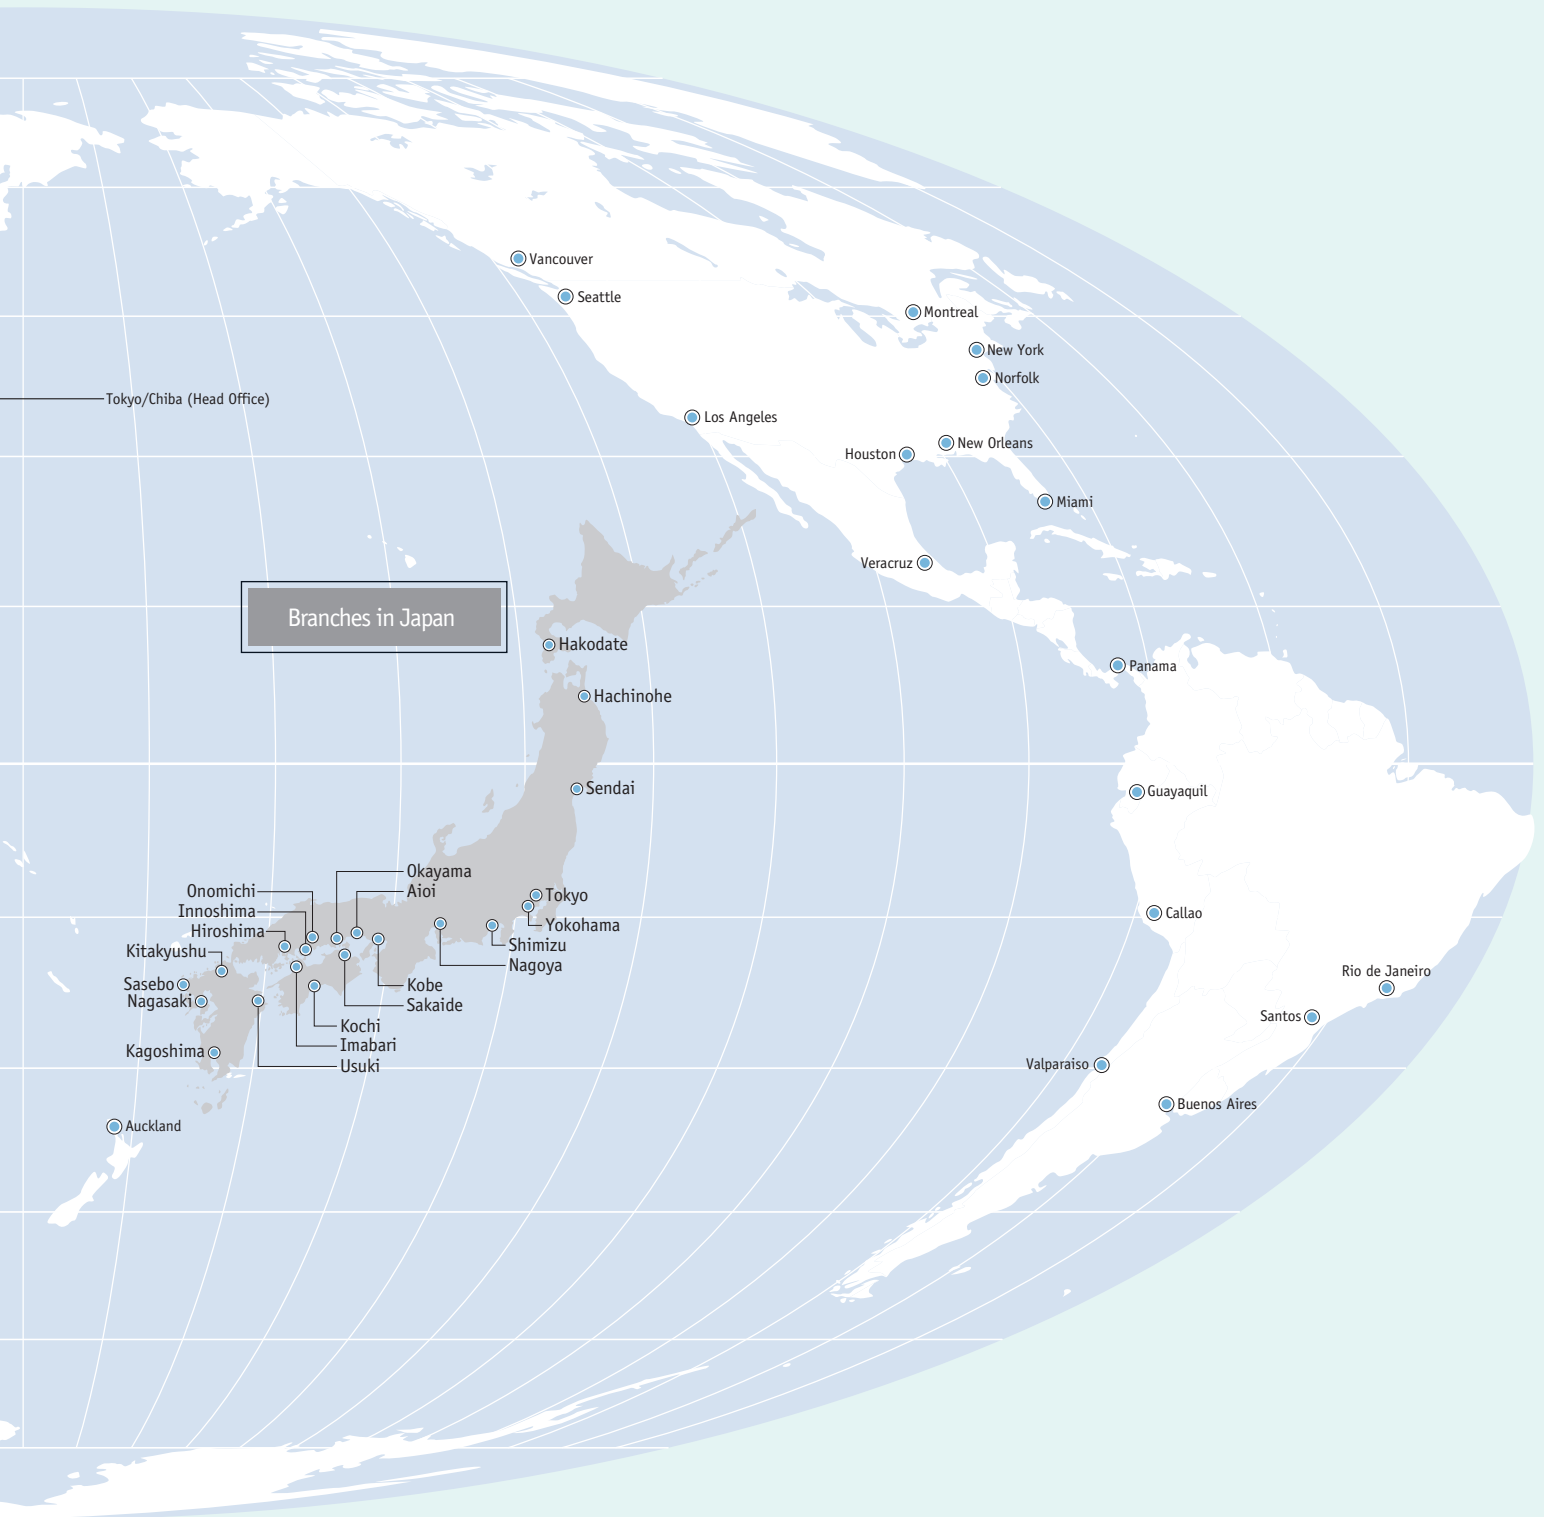 Vancouver
Seattle
Montreal
New York
Norfolk
Tokyo/Chiba (Head Office)
Los Angeles
New Orleans
Houston
Miami
Veracruz
Branches in Japan
Hakodate
Panama
Hachinohe
Sendai
Guayaquil
Okayama
Onomichi
Aioi
Tokyo
Innoshima
Callao
Hiroshima
Yokohama
Kitakyushu
Shimizu
Nagoya
Rio de Janeiro
Sasebo
Kobe
Nagasaki
Sakaide
Santos
Kochi
Imabari
Kagoshima
Usuki
Valparaiso
Buenos Aires
Auckland